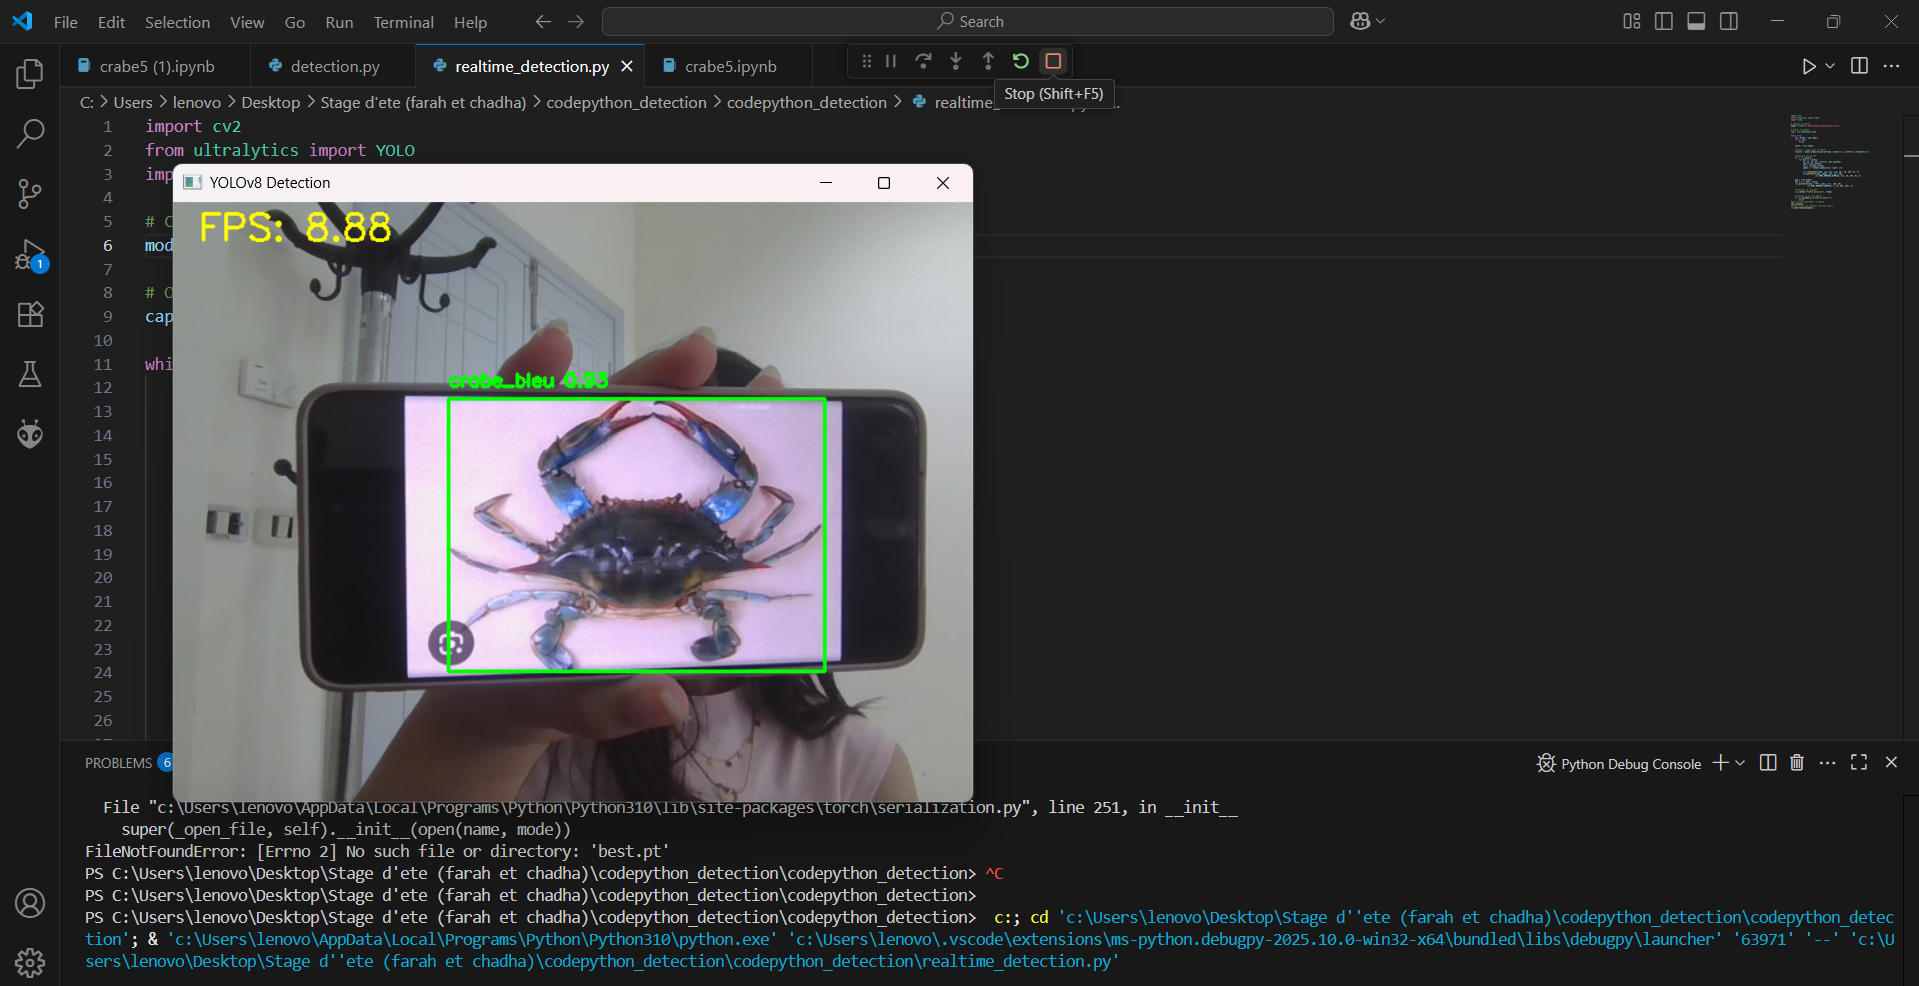 File Edit Selection View Go Run Terminal Help
Search
crabe5 (1).ipynb
detection.py
realtime_detection.py
crabe5.ipynb
Stop (Shift+F5)
C: > Users > lenovo > Desktop > Stage d'ete (farah et chadha) > codepython_detection > codepython_detection >
1 import cv2
2 from ultralytics import YOLO
3 imp
4
5 # C
6 mod
7
8 # O
9 cap
10
11 whi
12
13
14
15
16
17
18
19
20
21
22
23
24
25
26
YOLOv8 Detection
FPS: 8.88
crabe_bleu 0.93
1
PROBLEMS 6
Python Debug Console
File "c:\Users\lenovo\AppData\Local\Programs\Python\Python310\lib\site-packages\torch\serialization.py", line 251, in __init__
super(_open_file, self).__init__(open(name, mode))
FileNotFoundError: [Errno 2] No such file or directory: 'best.pt'
PS C:\Users\lenovo\Desktop\Stage d'ete (farah et chadha)\codepython_detection\codepython_detection> ^C
PS C:\Users\lenovo\Desktop\Stage d'ete (farah et chadha)\codepython_detection\codepython_detection>
PS C:\Users\lenovo\Desktop\Stage d'ete (farah et chadha)\codepython_detection\codepython_detection> c:; cd 'c:\Users\lenovo\Desktop\Stage d''ete (farah et chadha)\codepython_detection\codepython_detec
tion'; & 'c:\Users\lenovo\AppData\Local\Programs\Python\Python310\python.exe' 'c:\Users\lenovo\.vscode\extensions\ms-python.debugpy-2025.10.0-win32-x64\bundled\libs\debugpy\launcher' '63971' '--' 'c:\U
sers\lenovo\Desktop\Stage d''ete (farah et chadha)\codepython_detection\codepython_detection\realtime_detection.py'